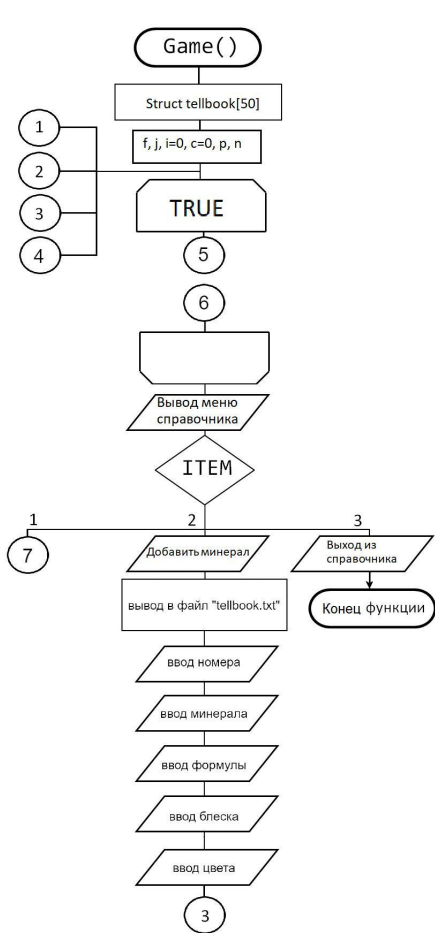 Game()
Struct tellbook[50]
f, j, i=0, c=0, p, n
1
2
3
4
TRUE
5
6
Вывод меню
справочника
ITEM
1
2
3
7
Добавить минерал
Выход из
справочника
вывод в файл "tellbook.txt"
Конец функции
ввод номера
ввод минерала
ввод формулы
ввод блеска
ввод цвета
3